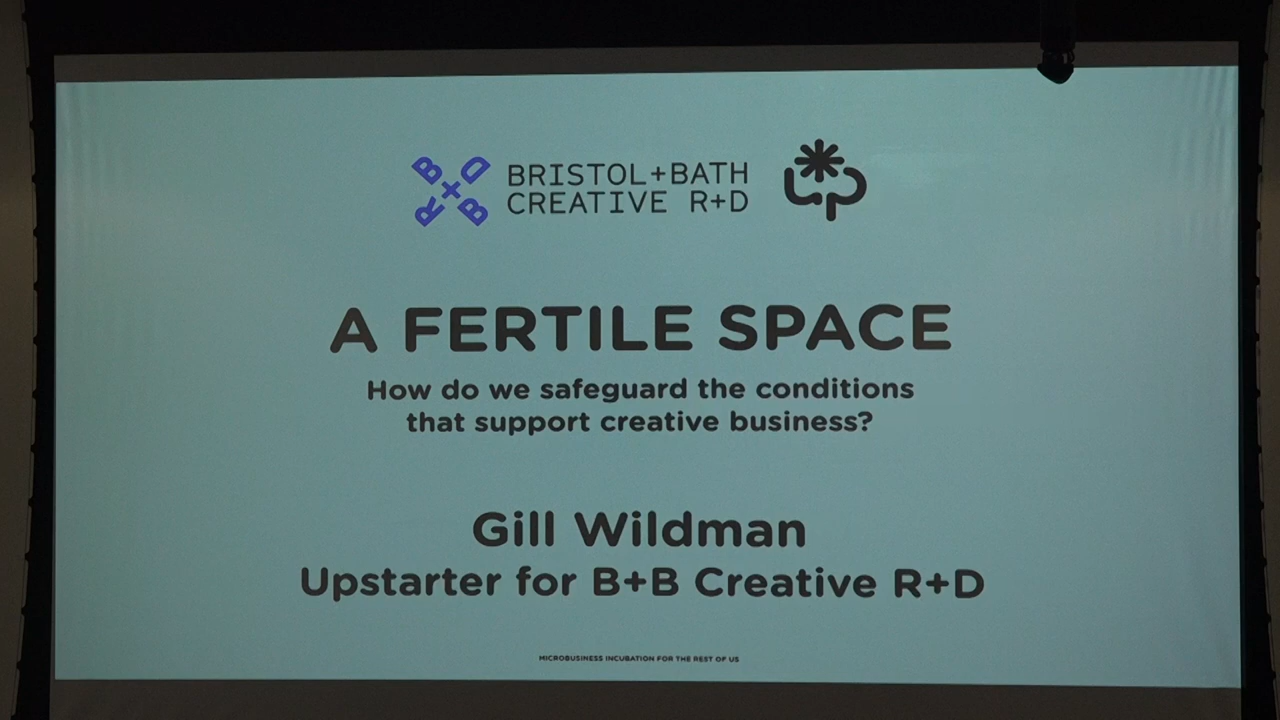 B+D
R+B
BRISTOL+BATH
CREATIVE R+D
up
A FERTILE SPACE
How do we safeguard the conditions
that support creative business?
Gill Wildman
Upstarter for B+B Creative R+D
MICROBUSINESS INCUBATION FOR THE REST OF US